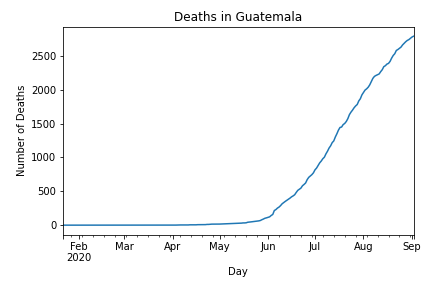 Deaths in Guatemala
Number of Deaths
2500
2000
1500
1000
500
0
Feb Mar Apr May Jun Jul Aug Sep
2020
Day